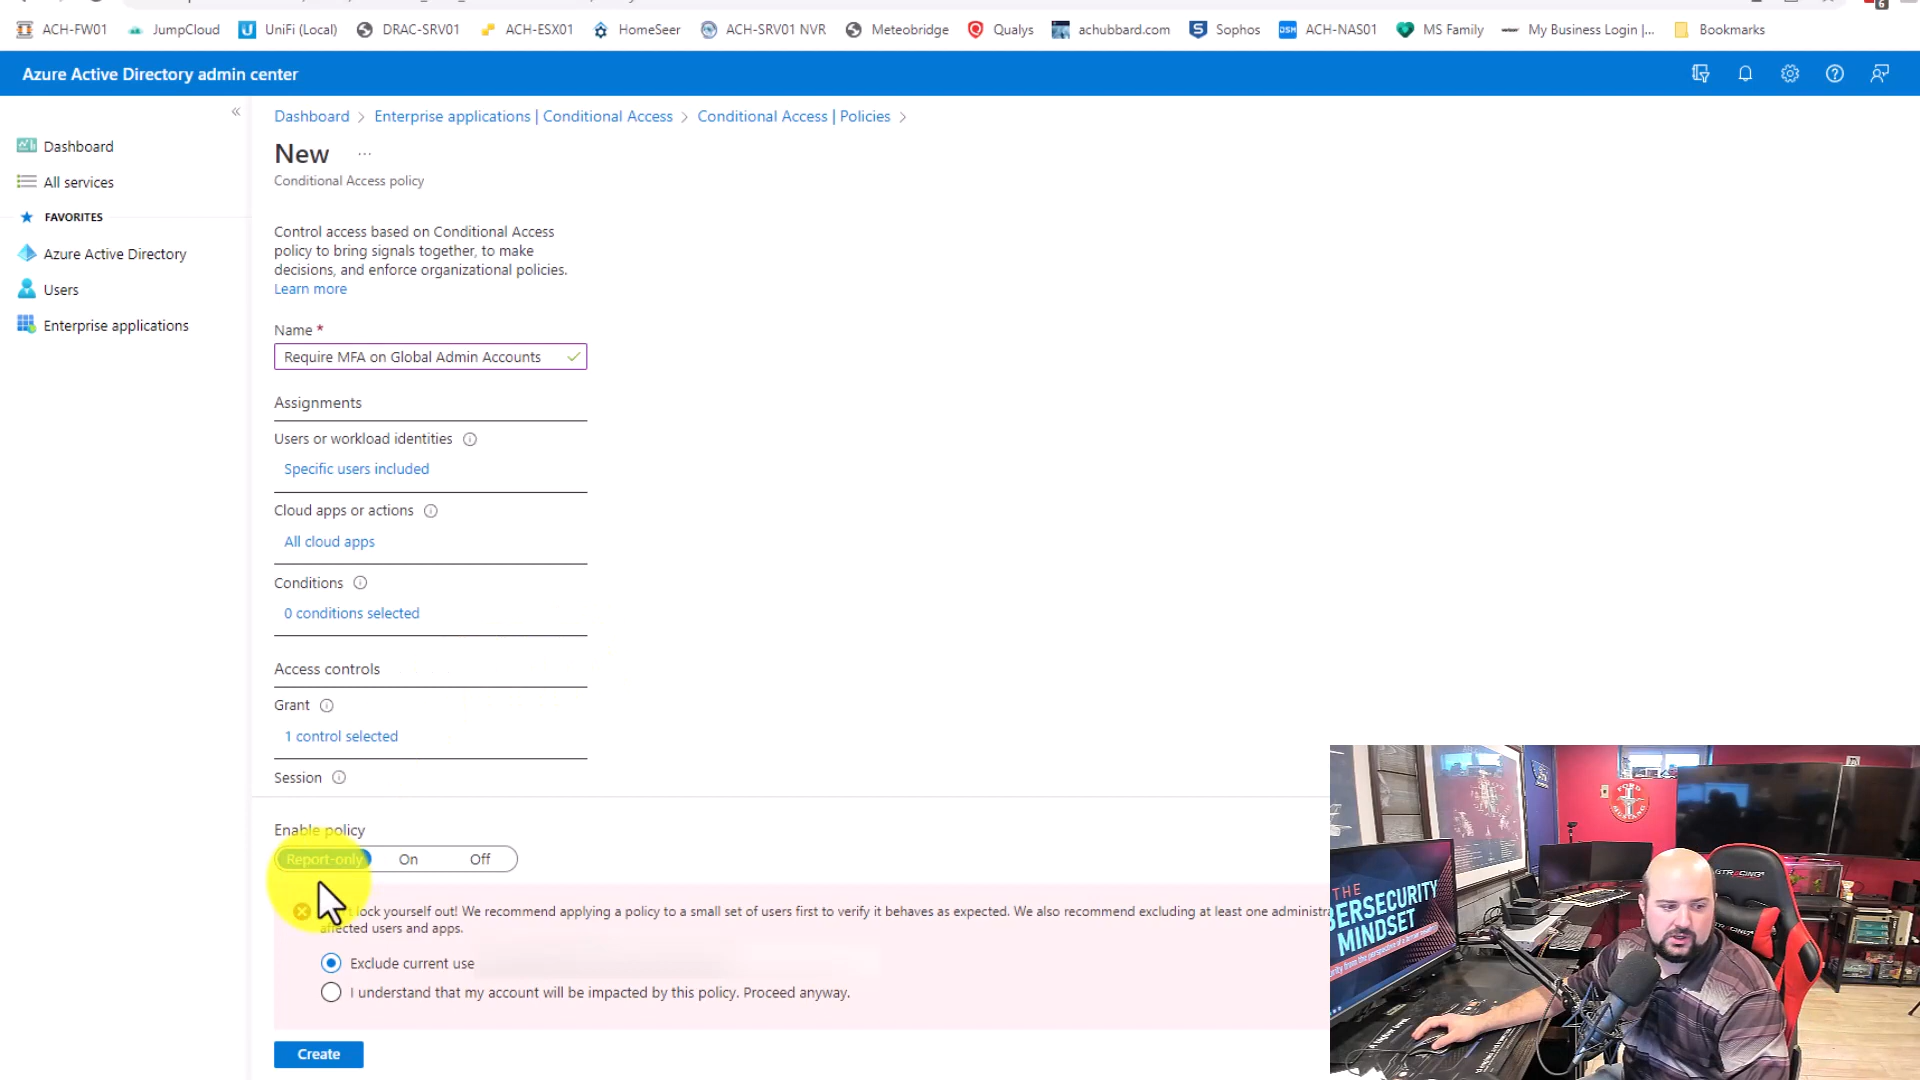 ACH-FW01 JumpCloud UniFi (Local) DRAC-SRV01 ACH-ESX01 HomeSeer ACH-SRV01 NVR Meteobridge Qualys achubbard.com Sophos ACH-NAS01 MS Family My Business Login |... Bookmarks
Azure Active Directory admin center
Dashboard
All services
FAVORITES
Azure Active Directory
Users
Enterprise applications
Dashboard > Enterprise applications | Conditional Access > Conditional Access | Policies >
New ...
Conditional Access policy
Control access based on Conditional Access
policy to bring signals together, to make
decisions, and enforce organizational policies.
Learn more
Name *
Require MFA on Global Admin Accounts
Assignments
Users or workload identities
Specific users included
Cloud apps or actions
All cloud apps
Conditions
0 conditions selected
Access controls
Grant
1 control selected
Session
Enable policy
Report-only On Off
lock yourself out! We recommend applying a policy to a small set of users first to verify it behaves as expected. We also recommend excluding at least one administra
affected users and apps.
Exclude current use
I understand that my account will be impacted by this policy. Proceed anyway.
Create
THE
BERSECURITY
MINDSET
FORD
GTRACING